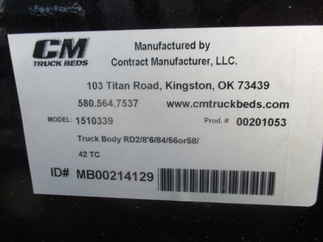 CM
TRUCK BEDS
Manufactured by
Contract Manufacturer, LLC.
103 Titan Road, Kingston, OK 73439
580.564.7537 www.cmtruckbeds.com
MODEL: 1510339 Prod. # 00201053
Truck Body RD2/8'6/84/56or58/
42 TC
ID# MB00214129